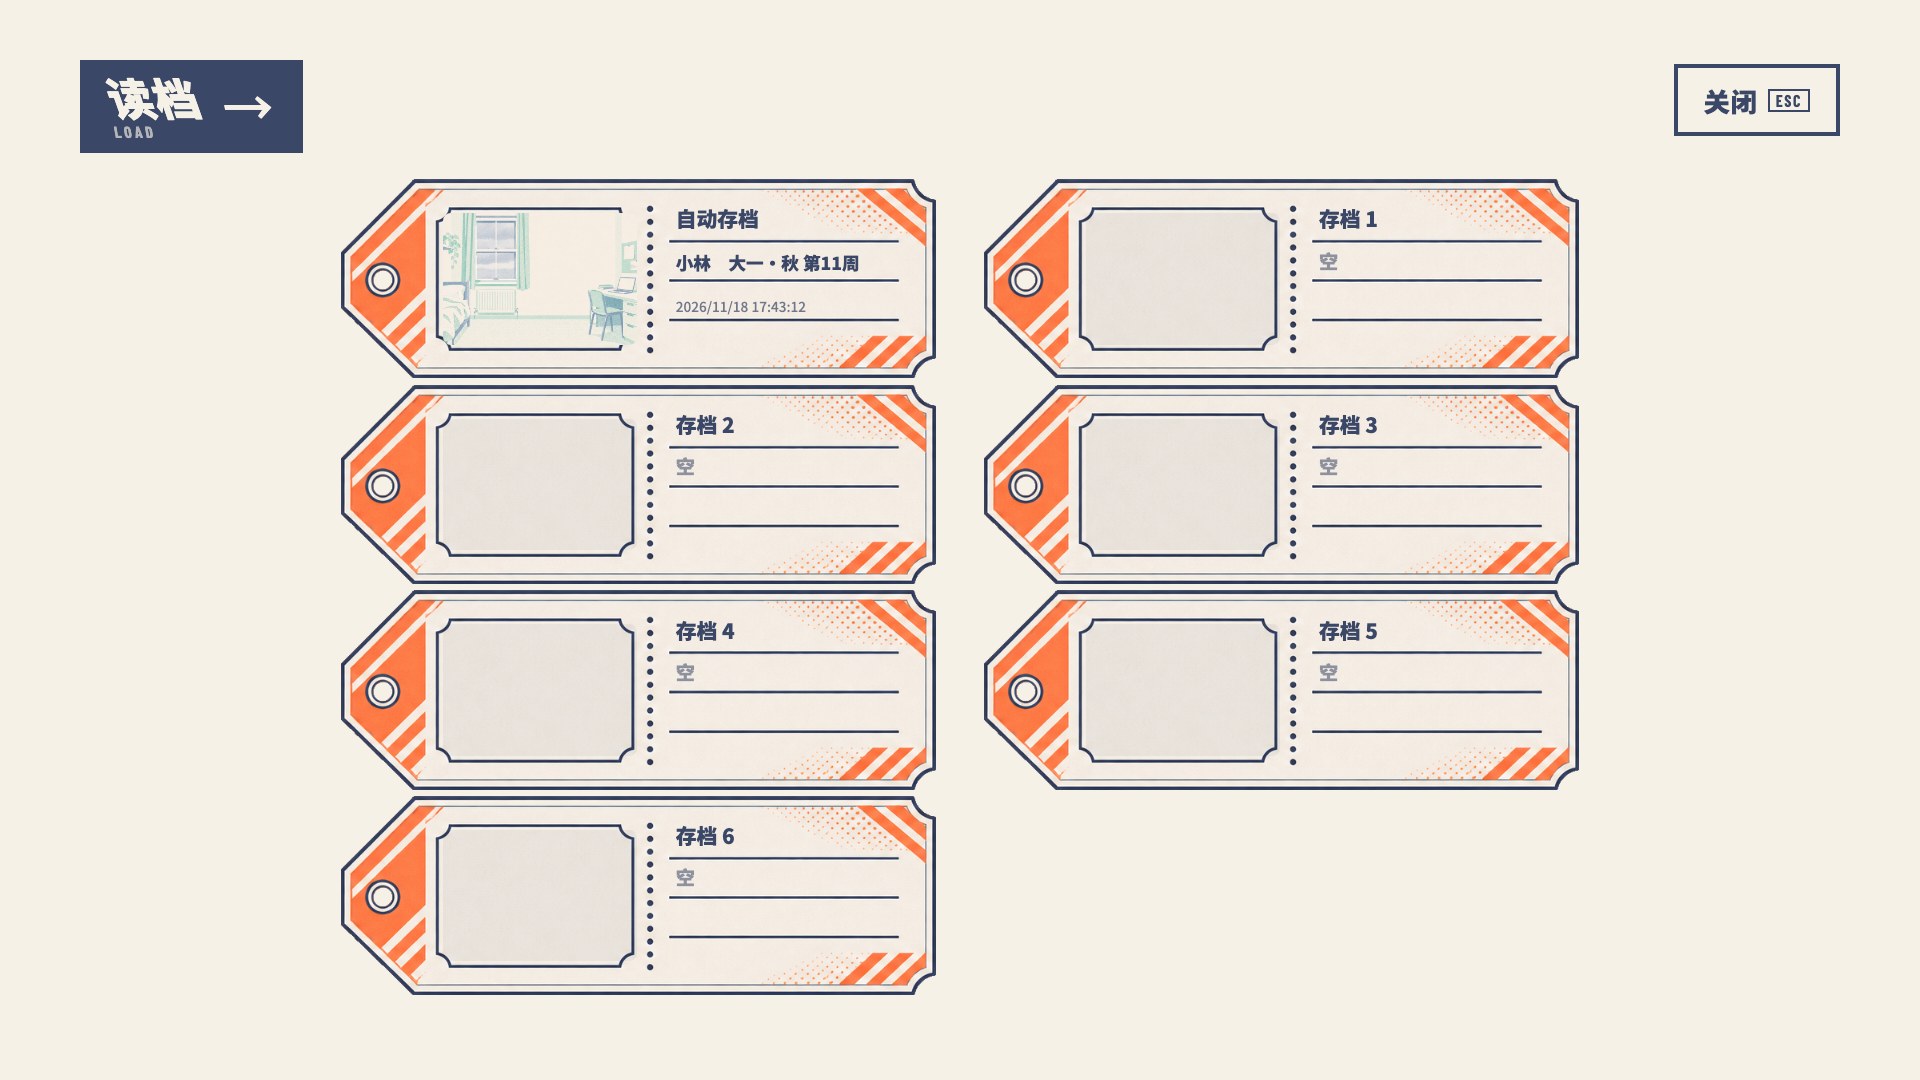 读档 →
LOAD
关闭 ESC
自动存档
小林 大一・秋 第11周
2026/11/18 17:43:12
存档 1
空
存档 2
空
存档 3
空
存档 4
空
存档 5
空
存档 6
空